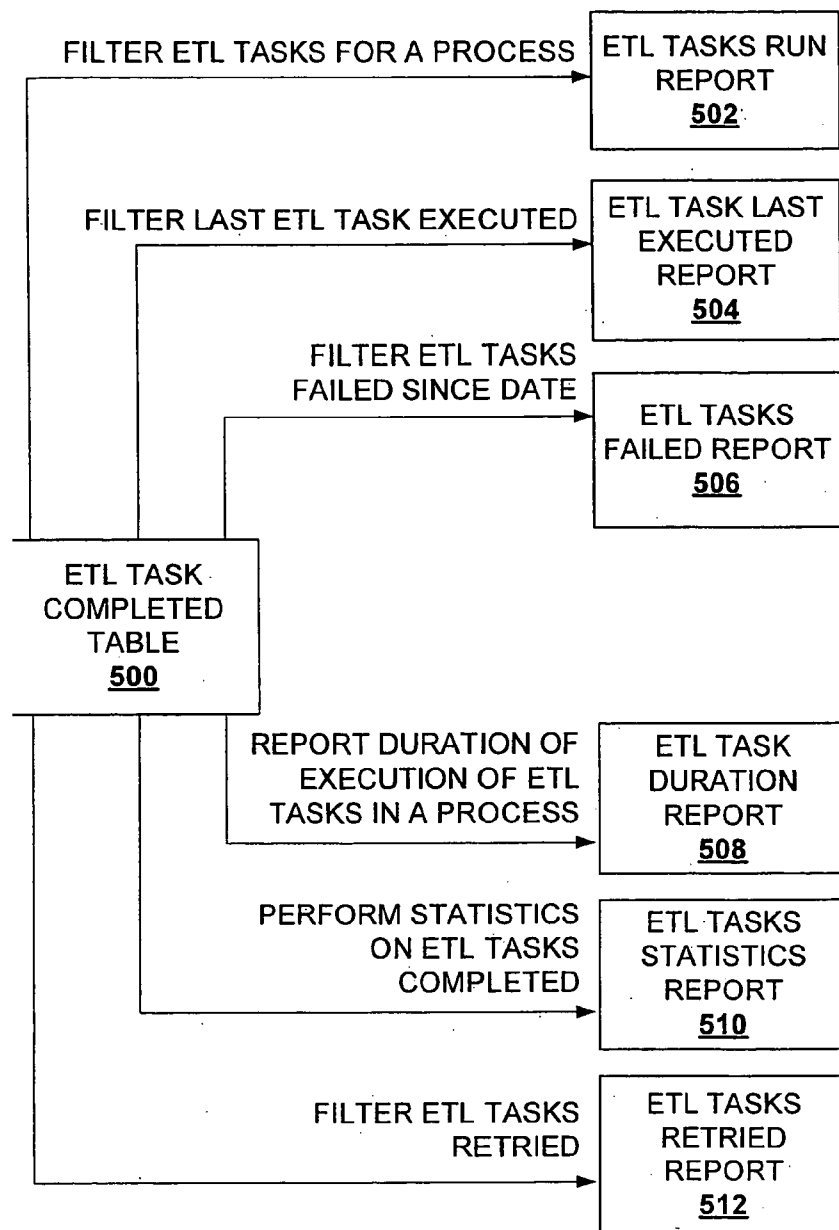 FILTER ETL TASKS FOR A PROCESS
ETL TASKS RUN
REPORT
502
FILTER LAST ETL TASK EXECUTED
ETL TASK LAST
EXECUTED
REPORT
504
FILTER ETL TASKS
FAILED SINCE DATE
ETL TASKS
FAILED REPORT
506
ETL TASK
COMPLETED
TABLE
500
REPORT DURATION OF
EXECUTION OF ETL
TASKS IN A PROCESS
ETL TASK
DURATION
REPORT
508
PERFORM STATISTICS
ON ETL TASKS
COMPLETED
ETL TASKS
STATISTICS
REPORT
510
FILTER ETL TASKS
RETRIED
ETL TASKS
RETRIED
REPORT
512